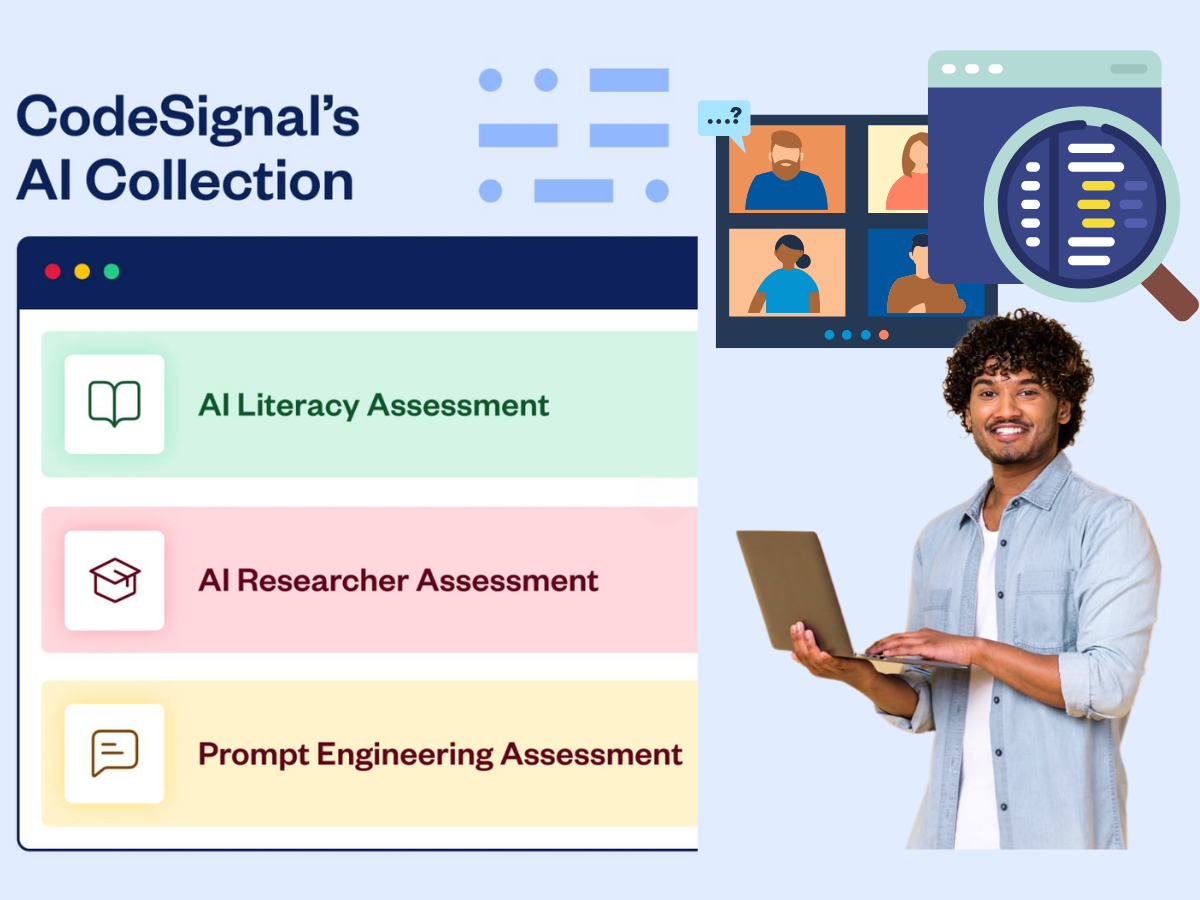 CodeSignal’s
AI Collection
...?
AI Literacy Assessment
AI Researcher Assessment
Prompt Engineering Assessment